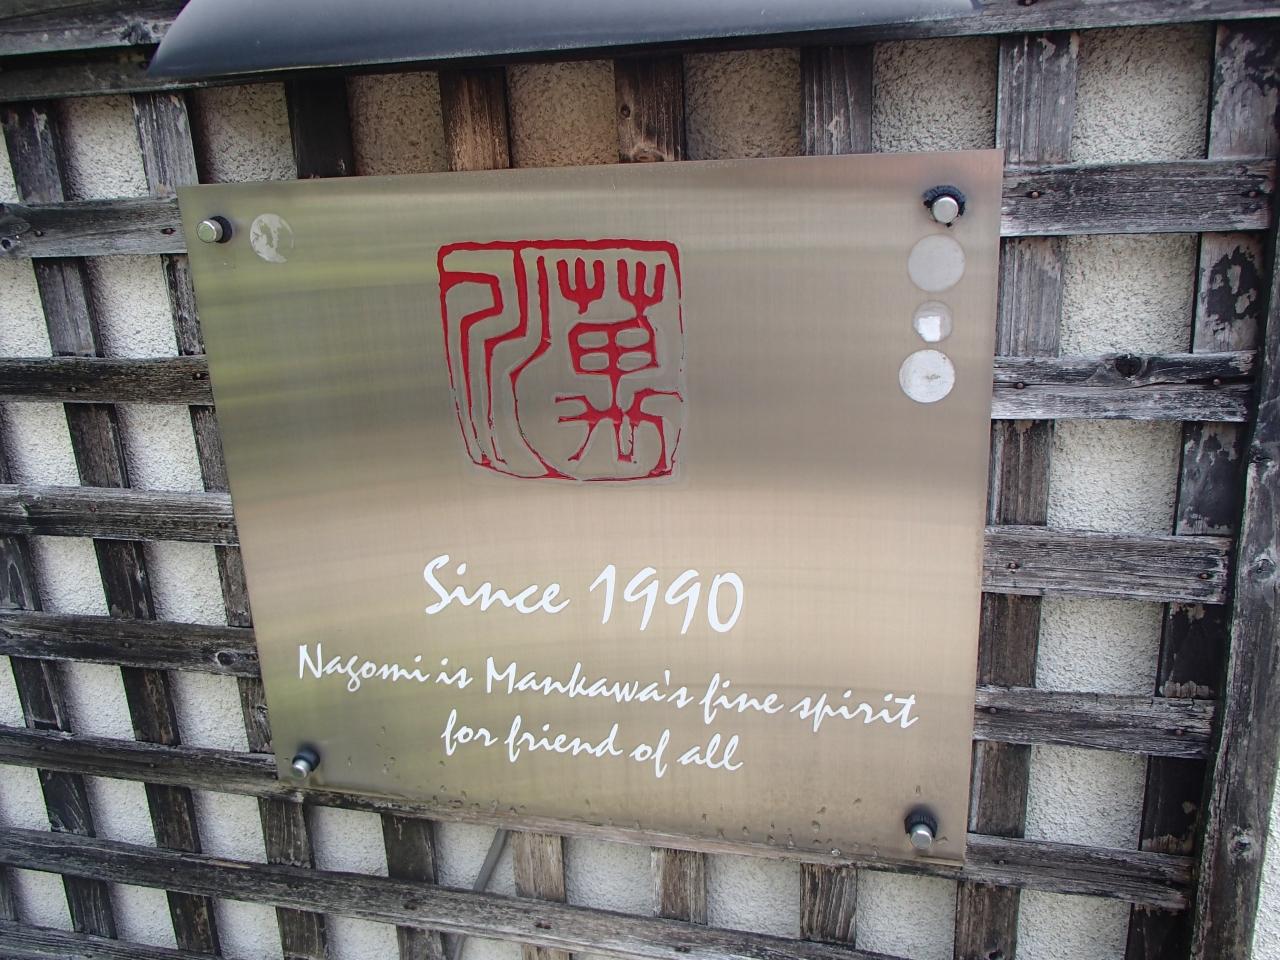 Since 1990
Nagomi is Mankawa's fine spirit
for friend of all